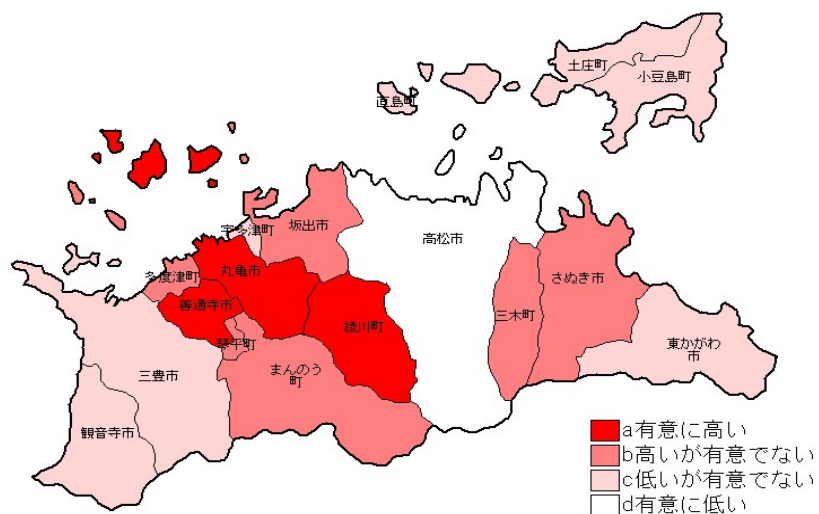 土庄町
小豆島町
直島町
宇多津町
坂出市
高松市
多度津町
丸亀市
さぬき市
善通寺市
綾川町
三木町
琴平町
東かがわ
市
三豊市
まんのう
町
観音寺市
a有意に高い
b高いが有意でない
c低いが有意でない
d有意に低い